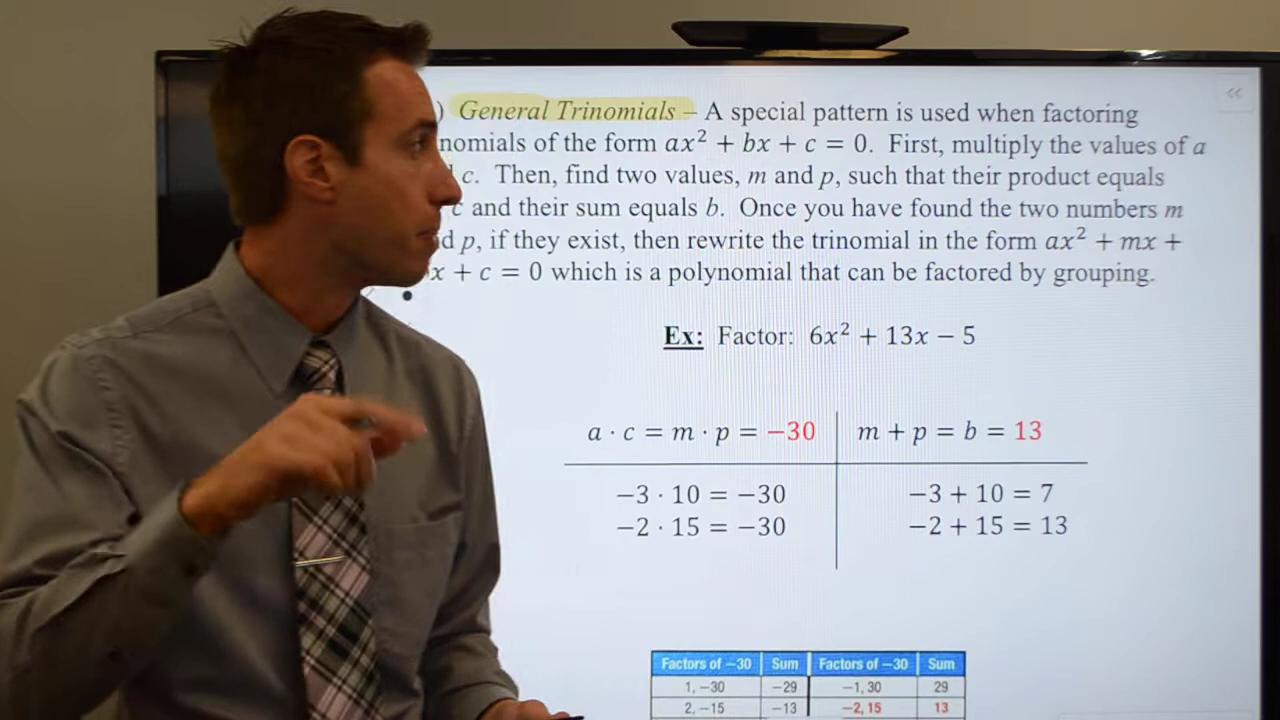 ) General Trinomials – A special pattern is used when factoring
nomials of the form ax² + bx + c = 0. First, multiply the values of a
c. Then, find two values, m and p, such that their product equals
c and their sum equals b. Once you have found the two numbers m
d p, if they exist, then rewrite the trinomial in the form ax² + mx +
x + c = 0 which is a polynomial that can be factored by grouping.
Ex: Factor: 6x² + 13x − 5
a · c = m · p = −30 m + p = b = 13
−3 · 10 = −30 −3 + 10 = 7
−2 · 15 = −30 −2 + 15 = 13
Factors of −30 Sum Factors of −30 Sum
1, −30 −29 −1, 30 29
2, −15 −13 −2, 15 13